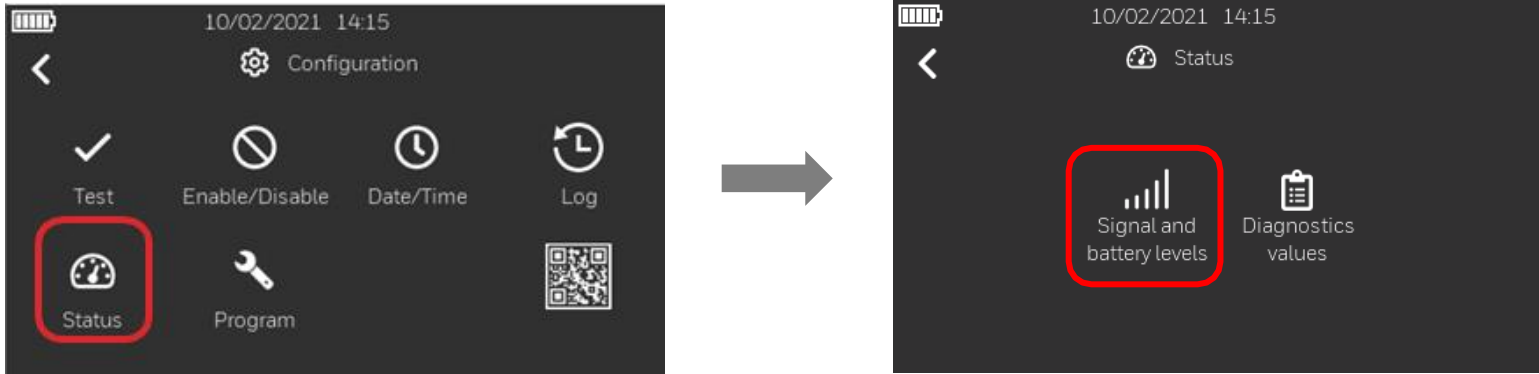 10/02/2021 14:15
Configuration
Test
Enable/Disable
Date/Time
Log
Status
Program
10/02/2021 14:15
Status
Signal and
battery levels
Diagnostics
values